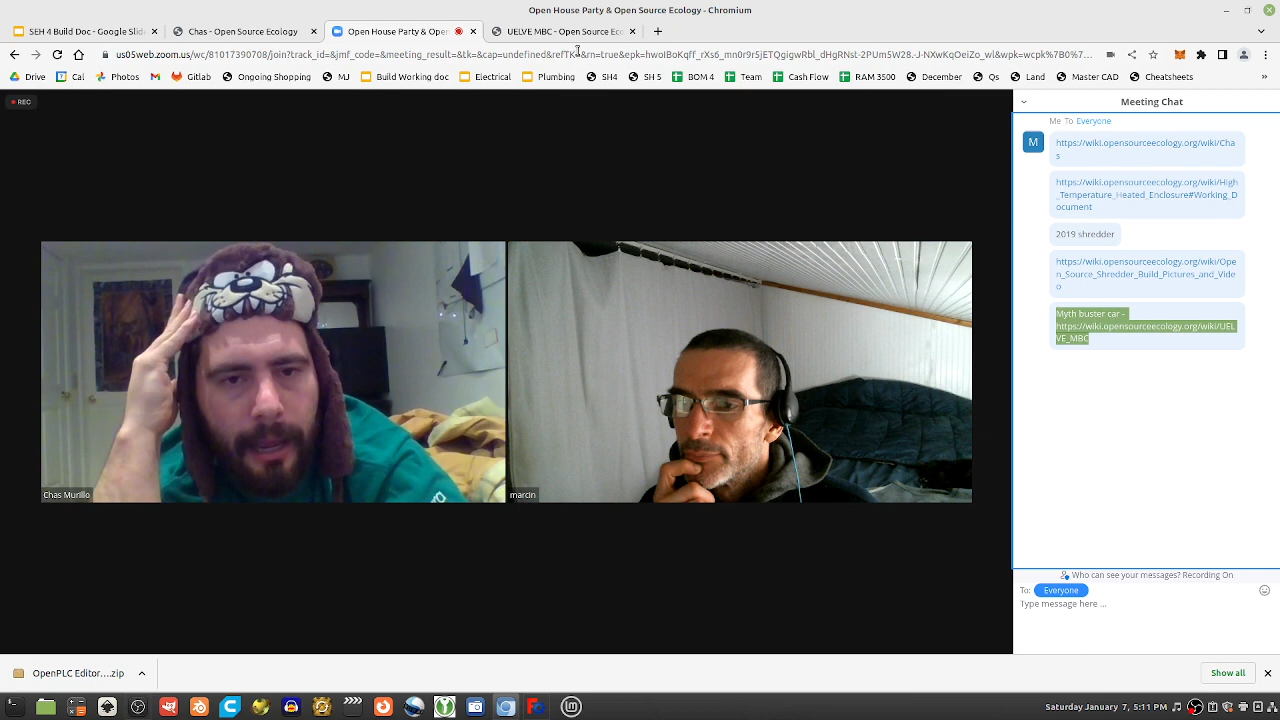 Open House Party & Open Source Ecology - Chromium
SEH 4 Build Doc - Google Slid
Chas - Open Source Ecology
Open House Party & Oper
UELVE MBC - Open Source Eco
Drive
Cal
Photos
Gitlab
Ongoing Shopping
MJ
Building Working doc
Electrical
Plumbing
SH4
SH 5
BOM 4
Team
Cash Flow
RAM 3500
December
Qs
Land
Master CAD
Cheatsheets
REC
Meeting Chat
Me To Everyone
M
https://wiki.opensourceecology.org/wiki/Cha
s
https://wiki.opensourceecology.org/wiki/High
_Temperature_Heated_Enclosure#Working_D
ocument
2019 shredder
https://wiki.opensourceecology.org/wiki/Ope
n_Source_Shredder_Build_Pictures_and_Vide
o
Myth buster car -
https://wiki.opensourceecology.org/wiki/UEL
VE_MBC
Chas Murillo
marcin
Who can see your messages? Recording On
To: Everyone
Type message here ...
OpenPLC Editor....zip
Show all
Saturday January 7, 5:11 PM